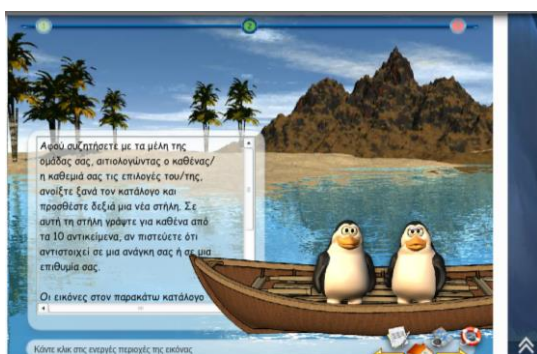 1 2 3
Αφού συζητήσετε με τα μέλη της
ομάδας σας, αιτιολογώντας ο καθένας/
η καθεμιά σας τις επιλογές του/της,
ανοίξτε ξανά τον κατάλογο και
προσθέστε δεξιά μια νέα στήλη. Σε
αυτή τη στήλη γράψτε για καθένα από
τα 10 αντικείμενα, αν πιστεύετε ότι
αντιστοιχεί σε μια ανάγκη σας ή σε μια
επιθυμία σας.
Οι εικόνες στον παρακάτω κατάλογο
Κάντε κλικ στις ενεργές περιοχές της εικόνας